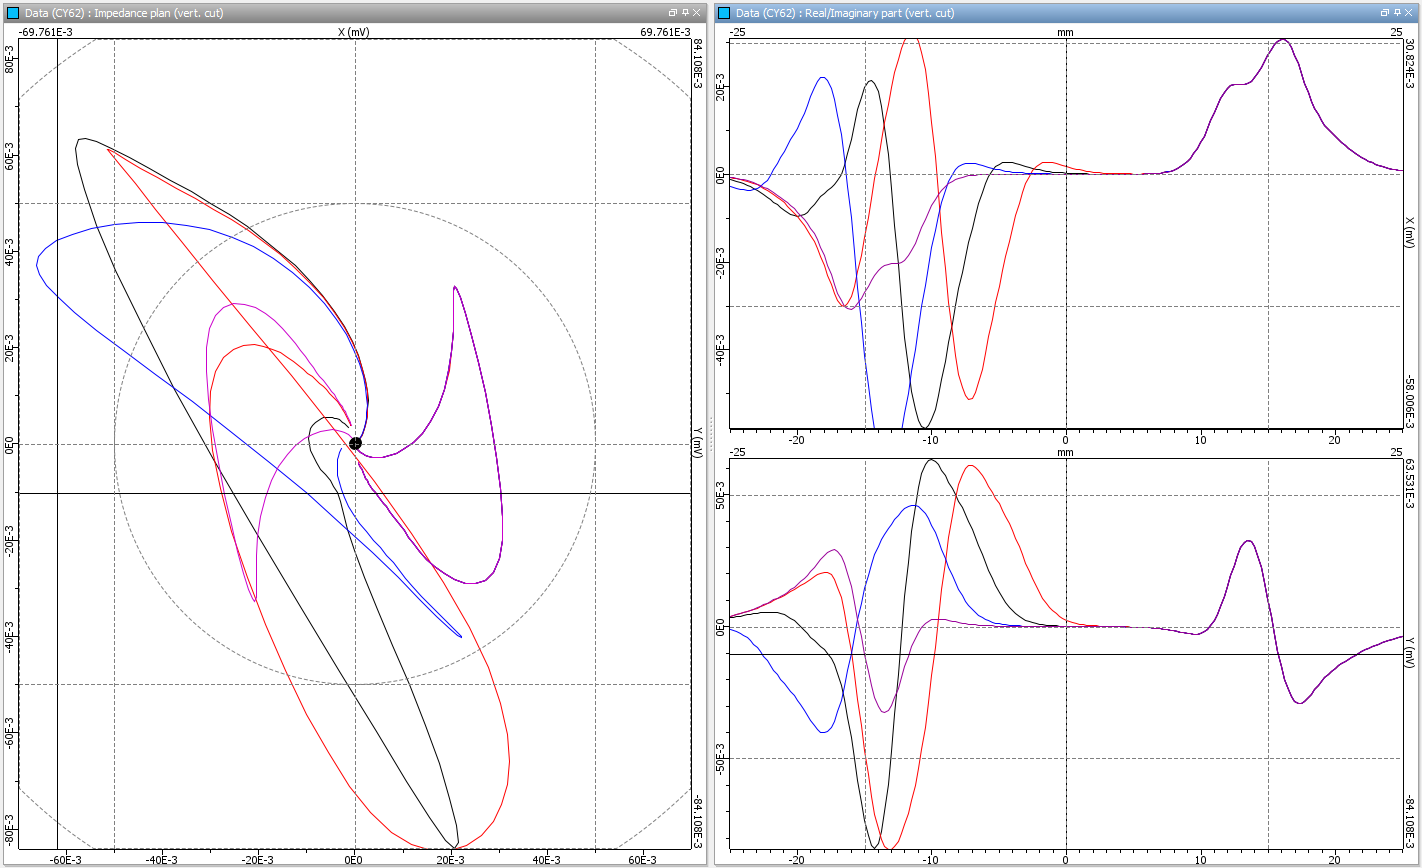 Data (CY62) : Impedance plan (vert. cut)
-69.761E-3 X (mV) 69.761E-3
84.108E-3
80E-3
60E-3
40E-3
20E-3
0E0
-20E-3
-40E-3
-60E-3
-80E-3
Y (mV)
-84.108E-3
-60E-3 -40E-3 -20E-3 0E0 20E-3 40E-3 60E-3
Data (CY62) : Real/Imaginary part (vert. cut)
-25 mm 25
30.824E-3
20E-3
0E0
-20E-3
-40E-3
X (mV)
-58.006E-3
-20 -10 0 10 20
-25 mm 25
63.531E-3
50E-3
0E0
-50E-3
Y (mV)
-84.108E-3
-20 -10 0 10 20